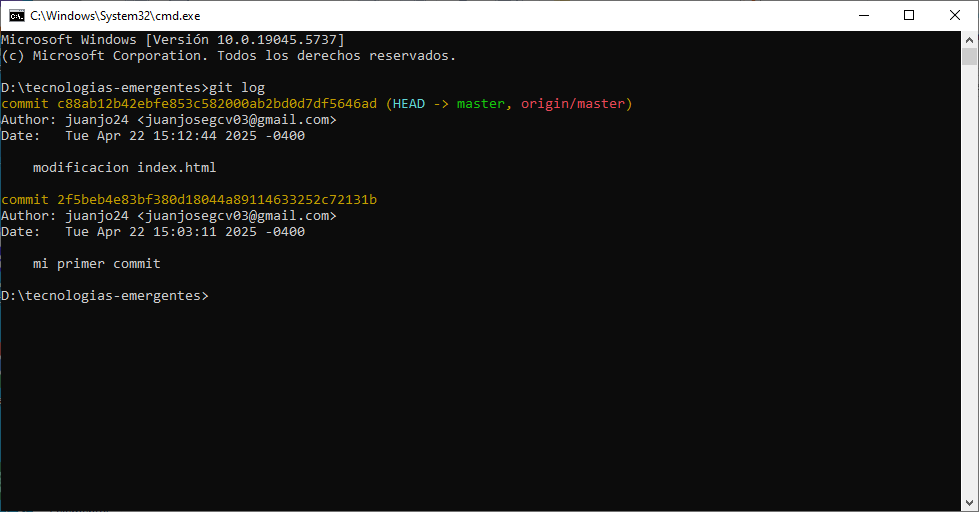 C:\Windows\System32\cmd.exe
Microsoft Windows [Versión 10.0.19045.5737]
(c) Microsoft Corporation. Todos los derechos reservados.
D:\tecnologias-emergentes>git log
commit c88ab12b42ebfe853c582000ab2bd0d7df5646ad (HEAD -> master, origin/master)
Author: juanjo24 <juanjosegcv03@gmail.com>
Date:   Tue Apr 22 15:12:44 2025 -0400
    modificacion index.html
commit 2f5beb4e83bf380d18044a89114633252c72131b
Author: juanjo24 <juanjosegcv03@gmail.com>
Date:   Tue Apr 22 15:03:11 2025 -0400
    mi primer commit
D:\tecnologias-emergentes>